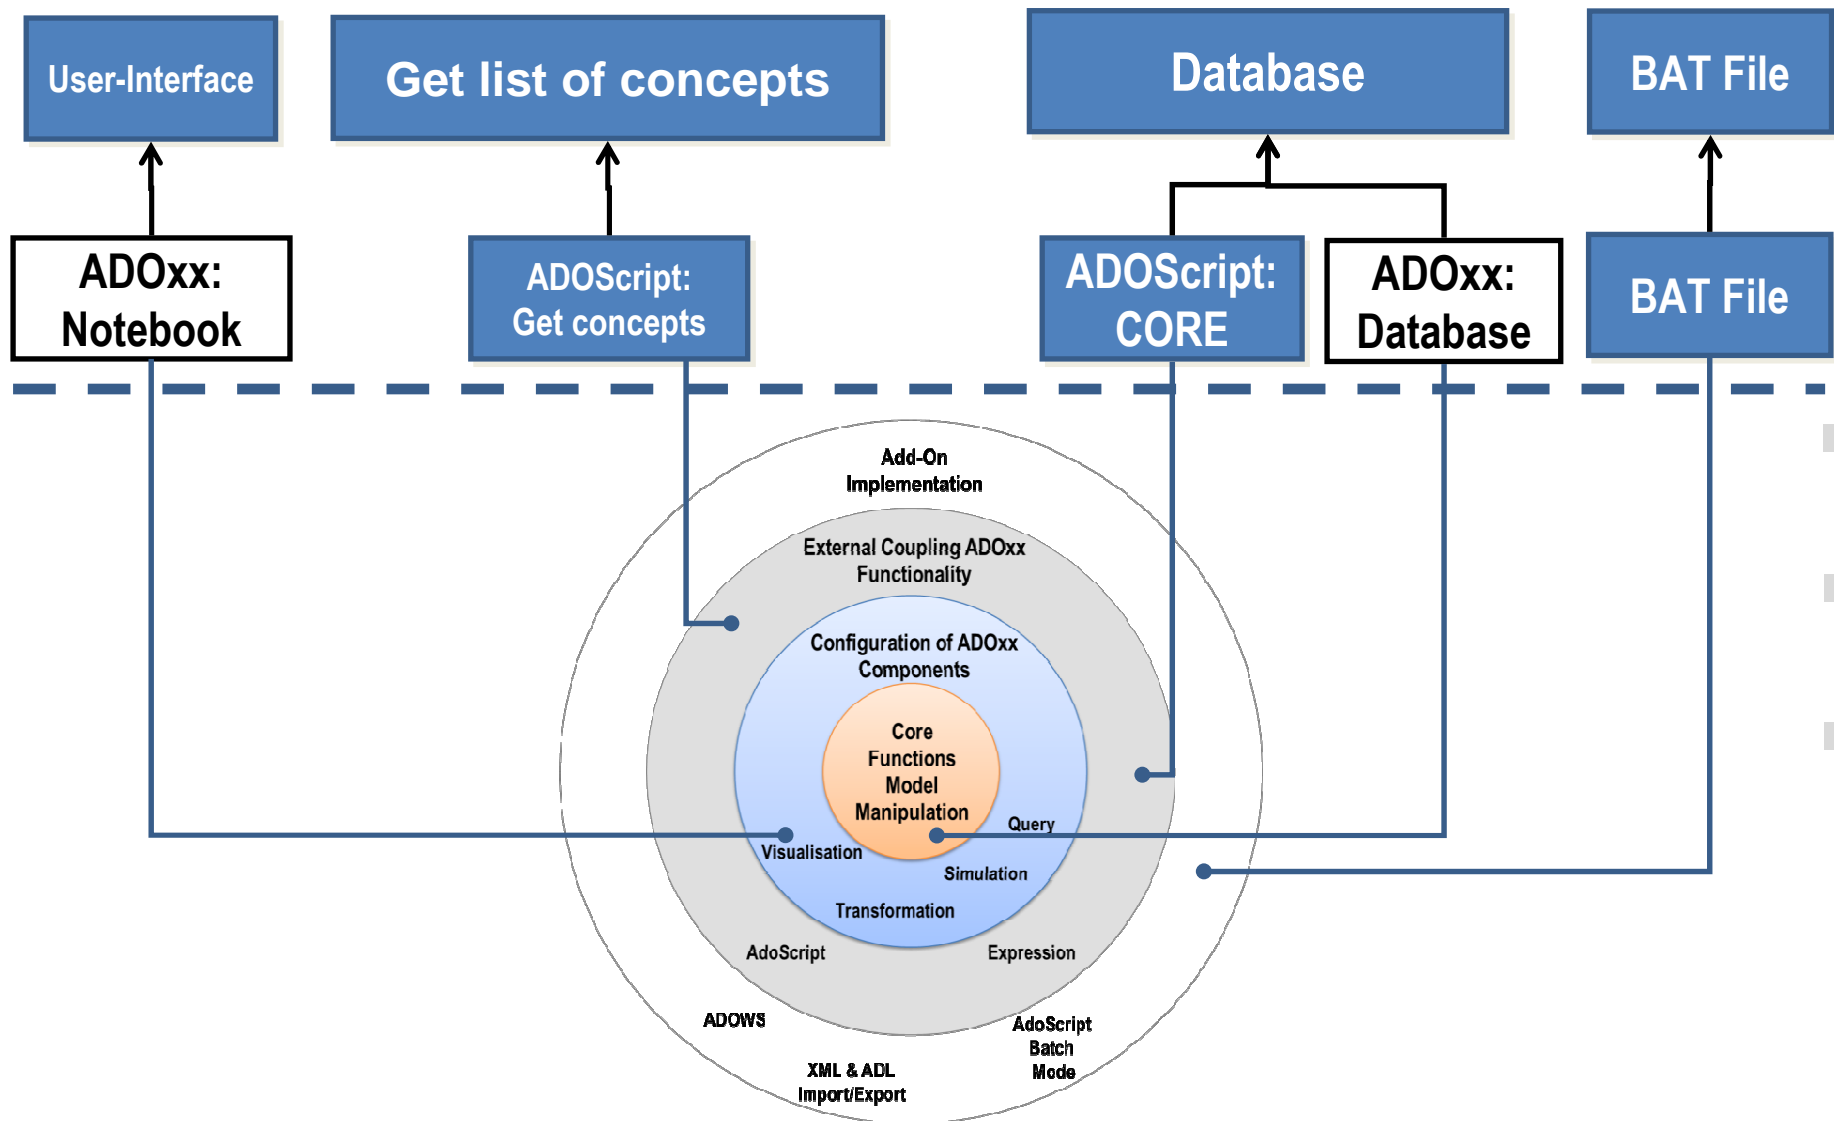 User-Interface
Get list of concepts
Database
BAT File
ADOxx:
Notebook
ADOScript:
Get concepts
ADOScript:
CORE
ADOxx:
Database
BAT File
Add-On
Implementation
External Coupling ADOxx
Functionality
Configuration of ADOxx
Components
Core
Functions
Model
Manipulation
Query
Visualisation
Simulation
Transformation
AdoScript
Expression
ADOWS
AdoScript
Batch
Mode
XML & ADL
Import/Export